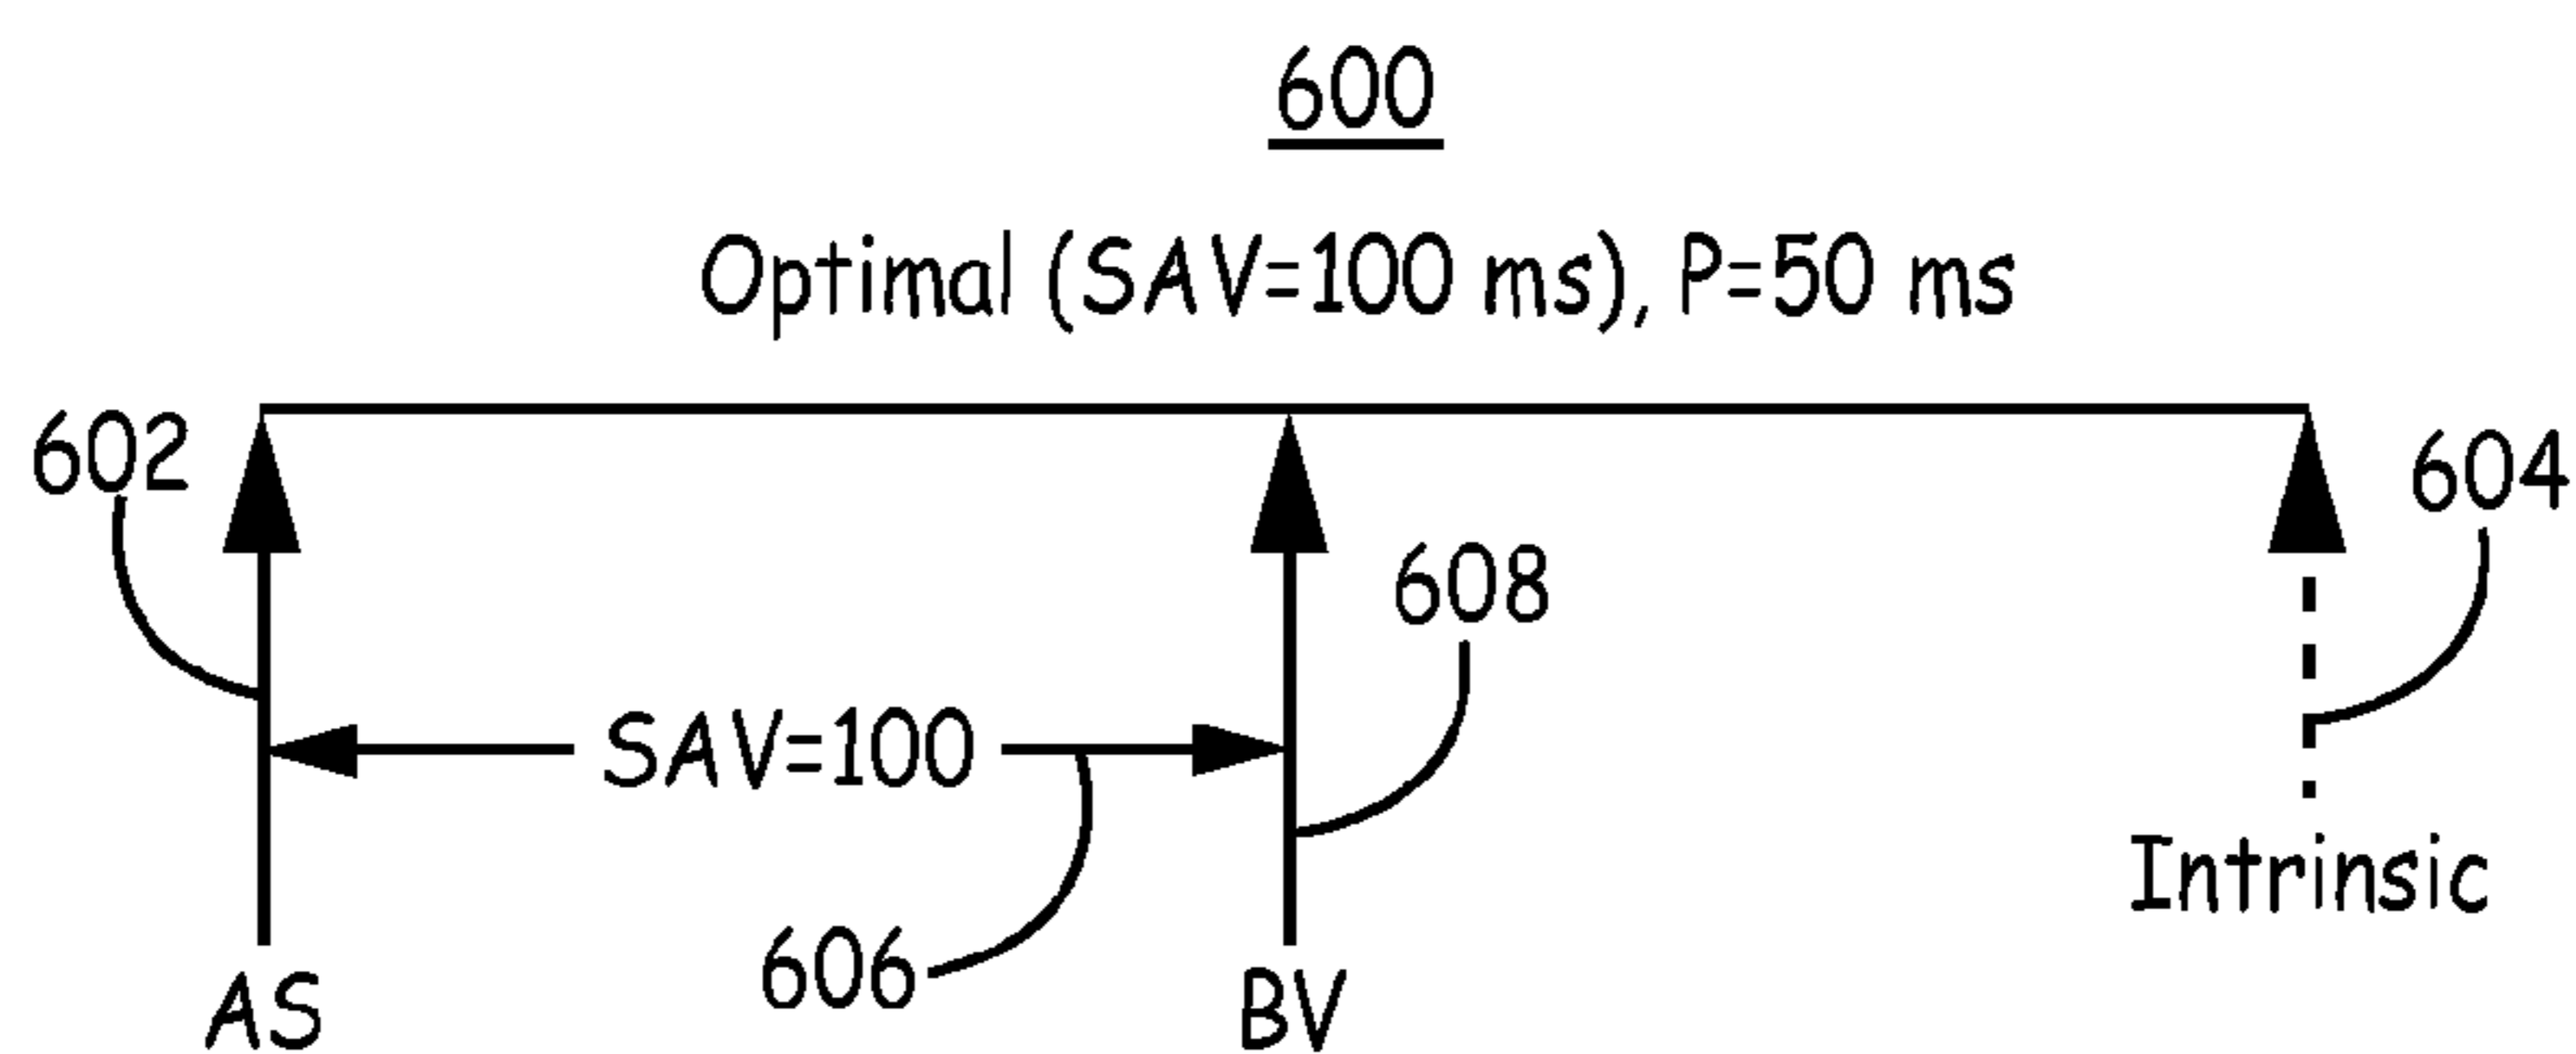 600
Optimal (SAV=100 ms), P=50 ms
602
604
608
SAV=100
Intrinsic
606
AS
BV